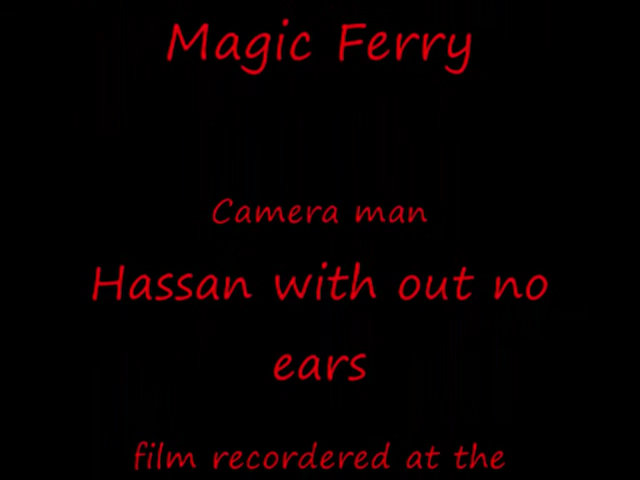 Magic Ferry
Camera man
Hassan with out no
ears
film recordered at the